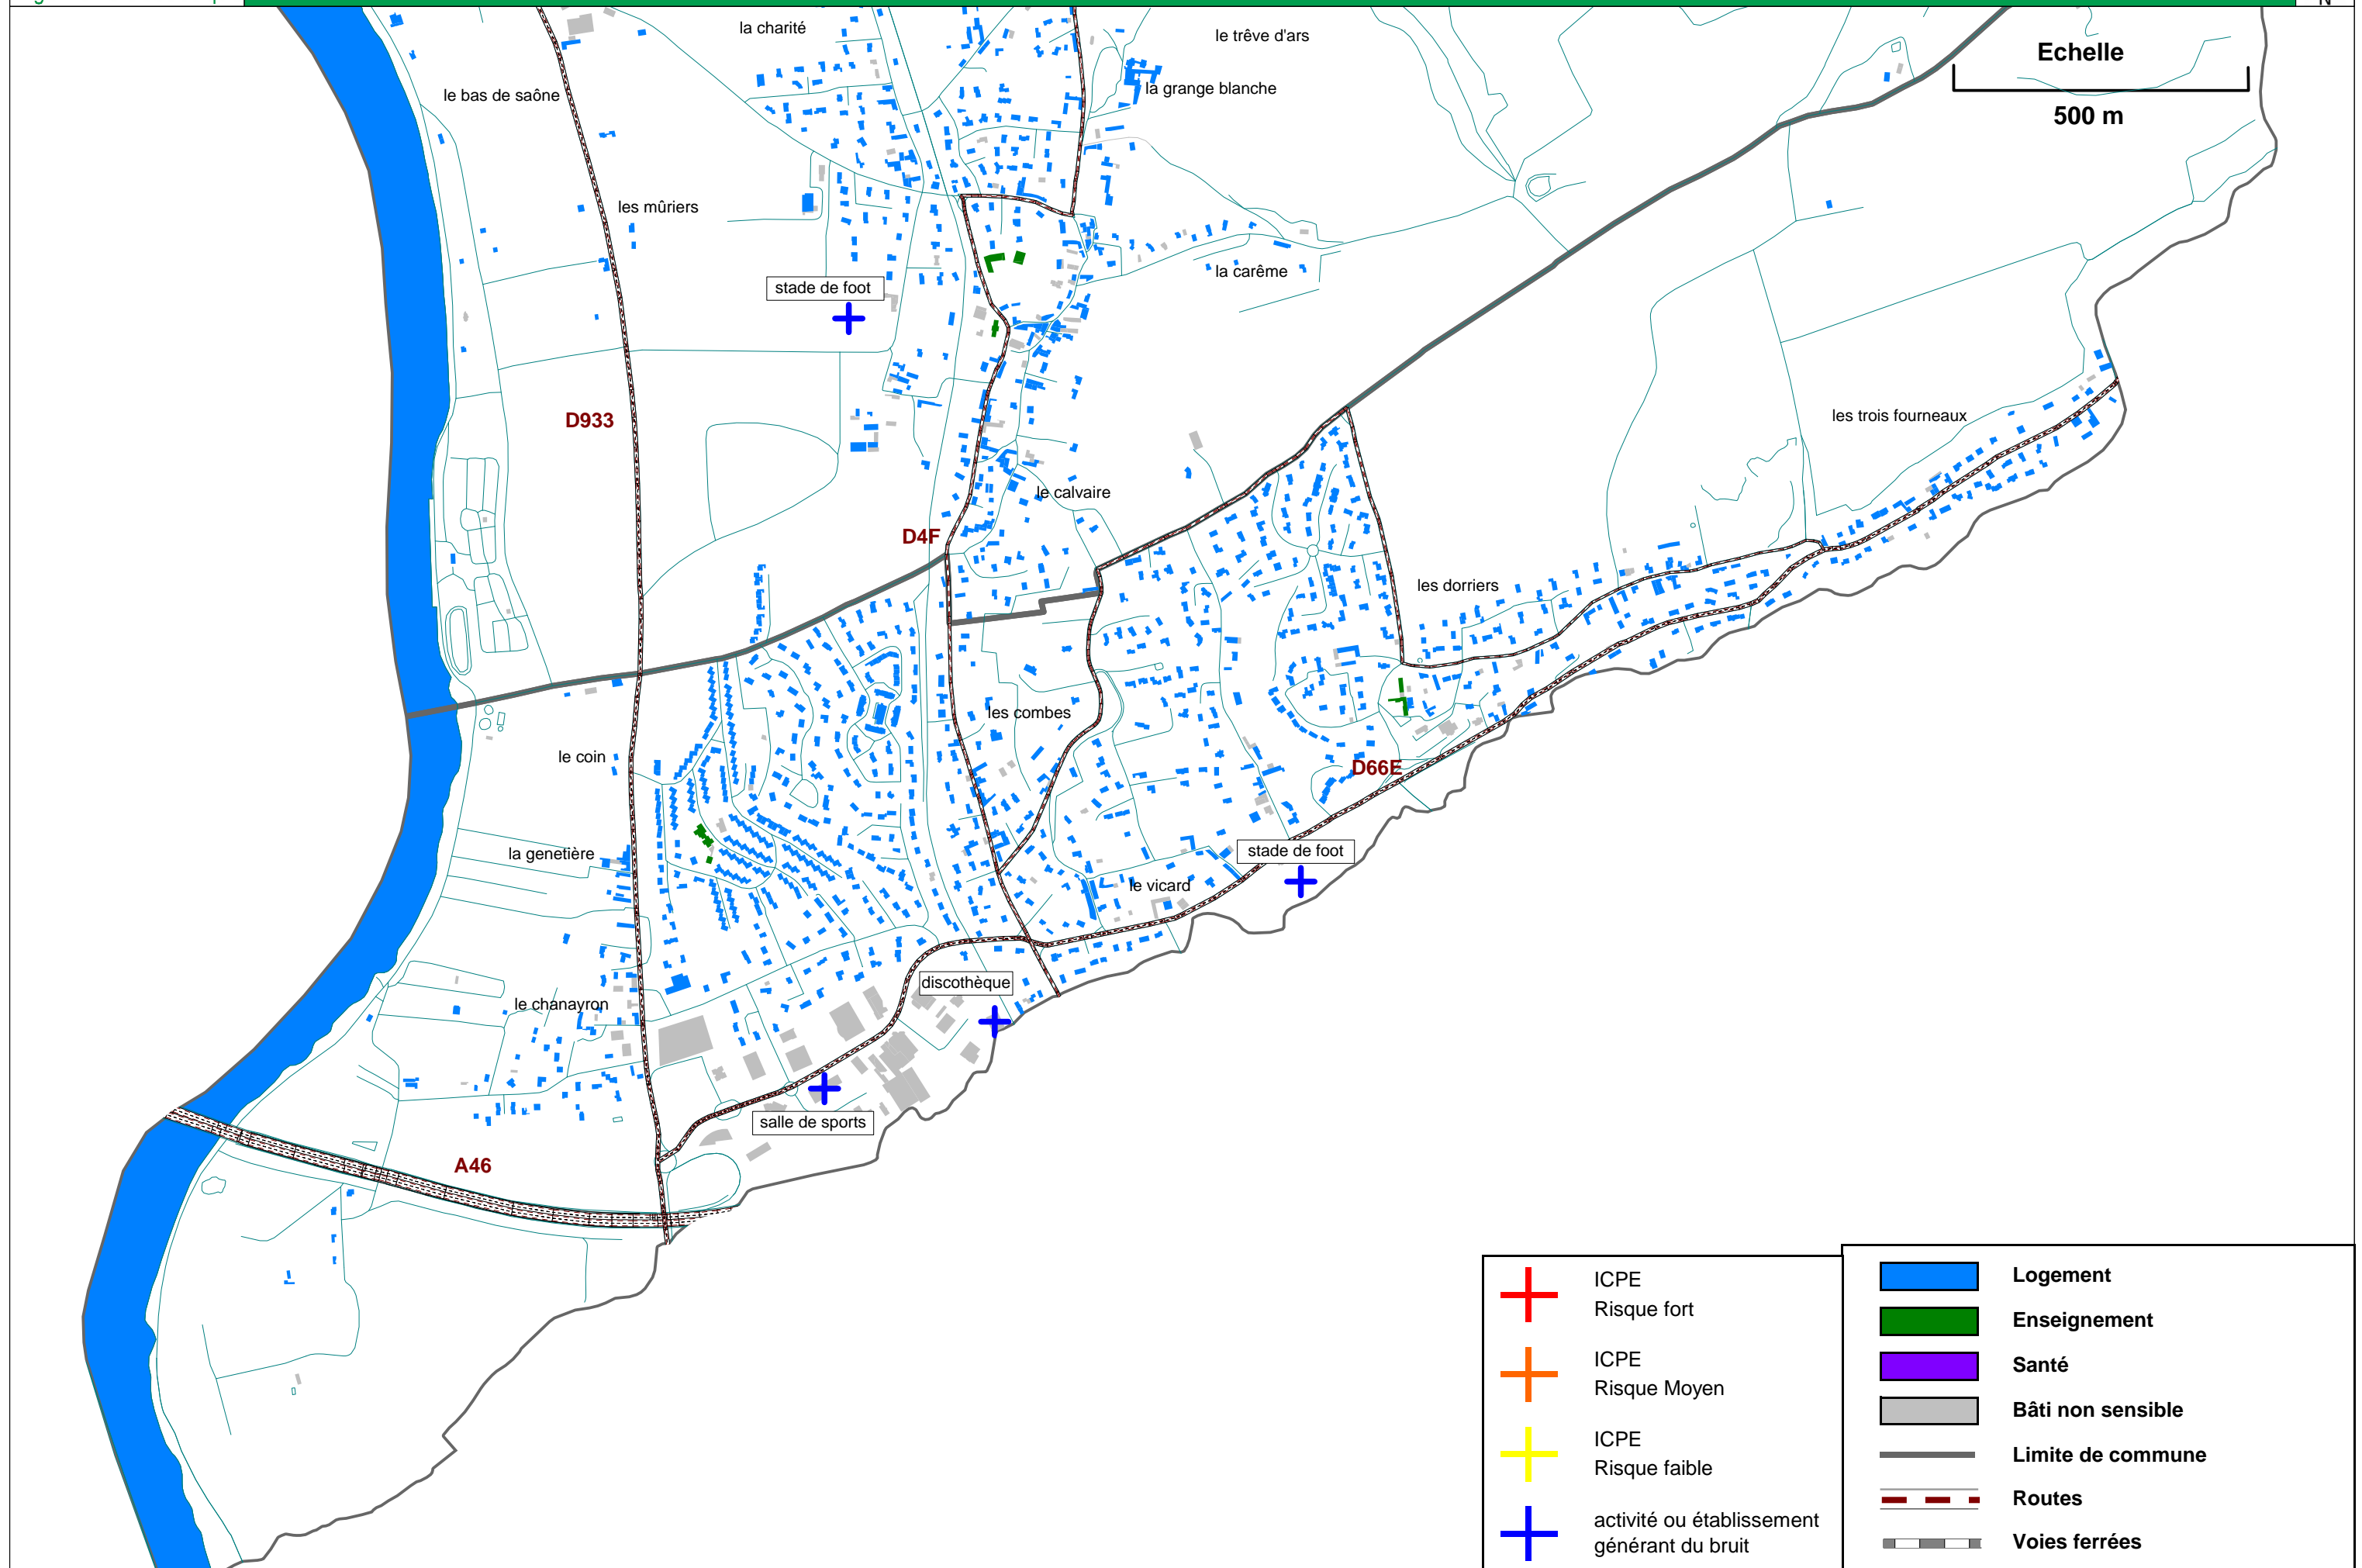 N
la charité
le trêve d'ars
Echelle
500 m
le bas de saône
la grange blanche
les mûriers
la carême
stade de foot
D933
les trois fourneaux
le calvaire
D4F
les dorriers
les combes
le coin
D66E
la genetière
stade de foot
le vicard
discothèque
le chanayron
salle de sports
A46
ICPE
Risque fort
ICPE
Risque Moyen
ICPE
Risque faible
activité ou établissement
générant du bruit
Logement
Enseignement
Santé
Bâti non sensible
Limite de commune
Routes
Voies ferrées